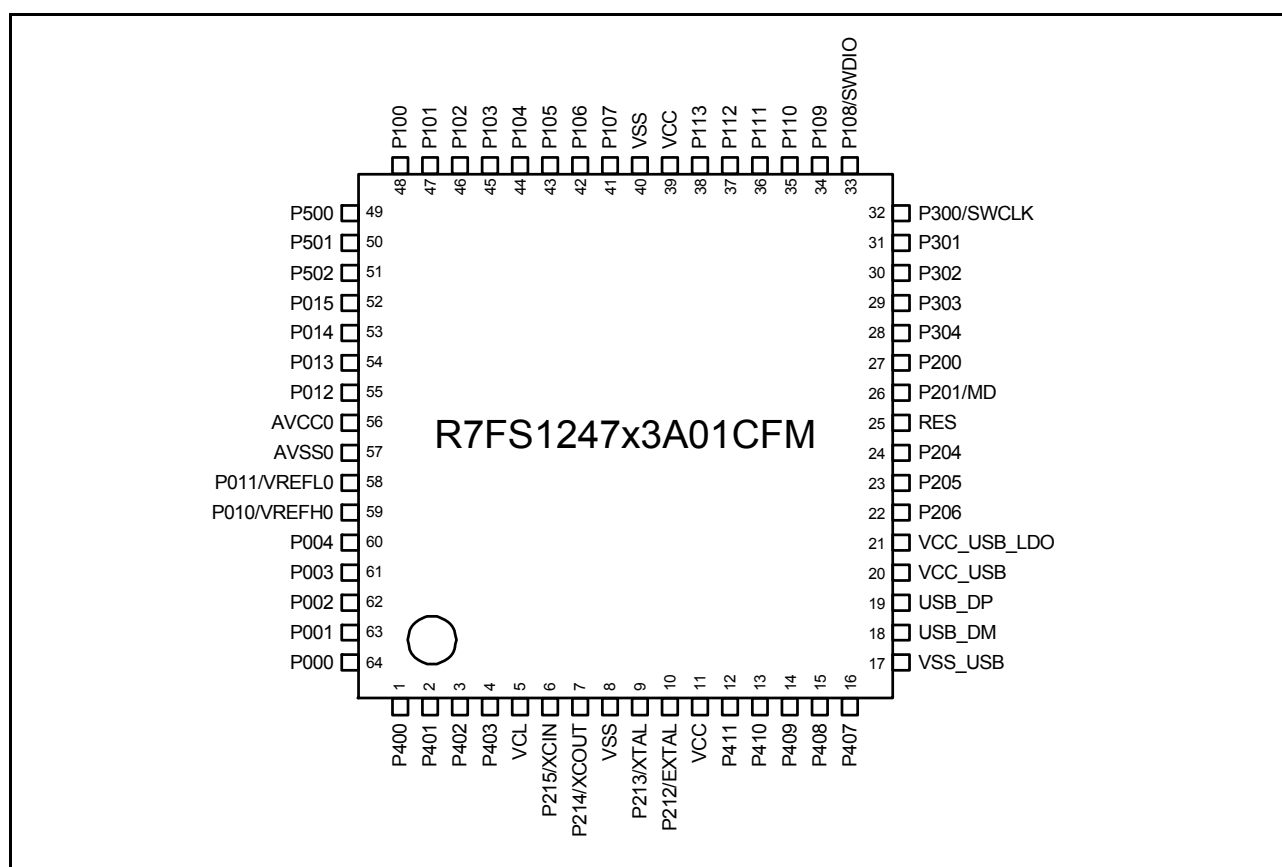 P100
P101
P102
P103
P104
P105
P106
P107
VSS
VCC
P113
P112
P111
P110
P109
P108/SWDIO
48
47
46
45
44
43
42
41
40
39
38
37
36
35
34
33
P500 49
P501 50
P502 51
P015 52
P014 53
P013 54
P012 55
AVCC0 56
AVSS0 57
P011/VREFL0 58
P010/VREFH0 59
P004 60
P003 61
P002 62
P001 63
P000 64
R7FS1247x3A01CFM
32 P300/SWCLK
31 P301
30 P302
29 P303
28 P304
27 P200
26 P201/MD
25 RES
24 P204
23 P205
22 P206
21 VCC_USB_LDO
20 VCC_USB
19 USB_DP
18 USB_DM
17 VSS_USB
1
2
3
4
5
6
7
8
9
10
11
12
13
14
15
16
P400
P401
P402
P403
VCL
P215/XCIN
P214/XCOUT
VSS
P213/XTAL
P212/EXTAL
VCC
P411
P410
P409
P408
P407